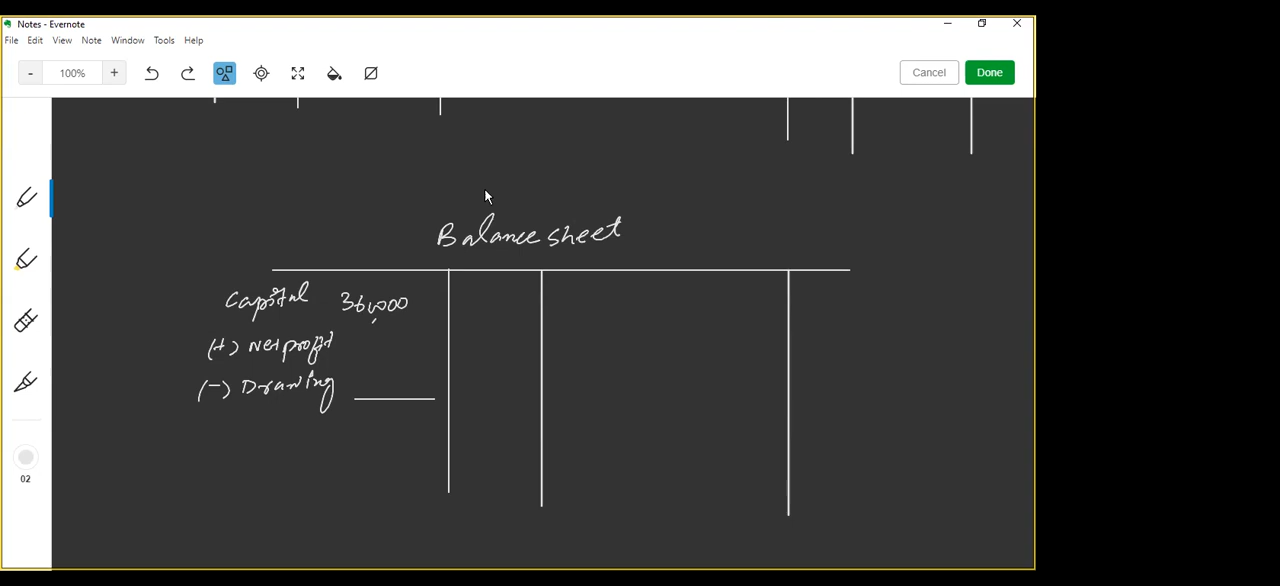 Notes - Evernote
File Edit View Note Window Tools Help
- 100% + Cancel Done
Balance sheet
Capital 36,000
(+) Net profit
(-) Drawing
02